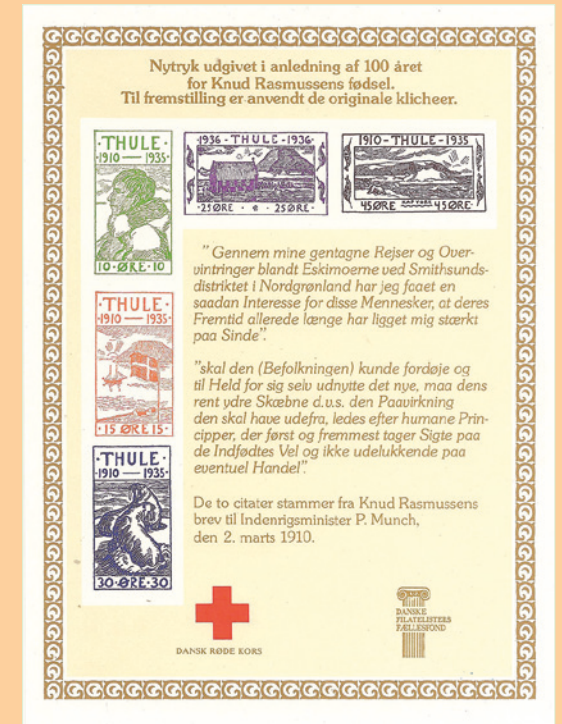 Nytryk udgivet i anledning af 100 året
for Knud Rasmussens fødsel.
Til fremstilling er anvendt de originale klicheer.
·THULE·
·1910 — 1935·
10·ØRE·10
·1936 - THULE - 1936·
·25 ØRE· · ·25 ØRE·
1910 - THULE - 1935
45 ØRE KAP YORK 45 ØRE
"Gennem mine gentagne Rejser og Over-
vintringer blandt Eskimoerne ved Smithsunds-
distriktet i Nordgrønland har jeg faaet en
saadan Interesse for disse Mennesker, at deres
Fremtid allerede længe har ligget mig stærkt
paa Sinde".
·THULE·
·1910 — 1935·
·15 ØRE 15·
"skal den (Befolkningen) kunde fordøje og
til Held for sig selv udnytte det nye, maa dens
rent ydre Skæbne d.v.s. den Paavirkning
den skal have udefra, ledes efter humane Prin-
cipper, der først og fremmest tager Sigte paa
de Indfødtes Vel og ikke udelukkende paa
eventuel Handel".
·THULE·
·1910 — 1935·
30·ØRE·30
De to citater stammer fra Knud Rasmussens
brev til Indenrigsminister P. Munch,
den 2. marts 1910.
DANSK RØDE KORS
DANSKE
FILATELISTERS
FÆLLESFOND